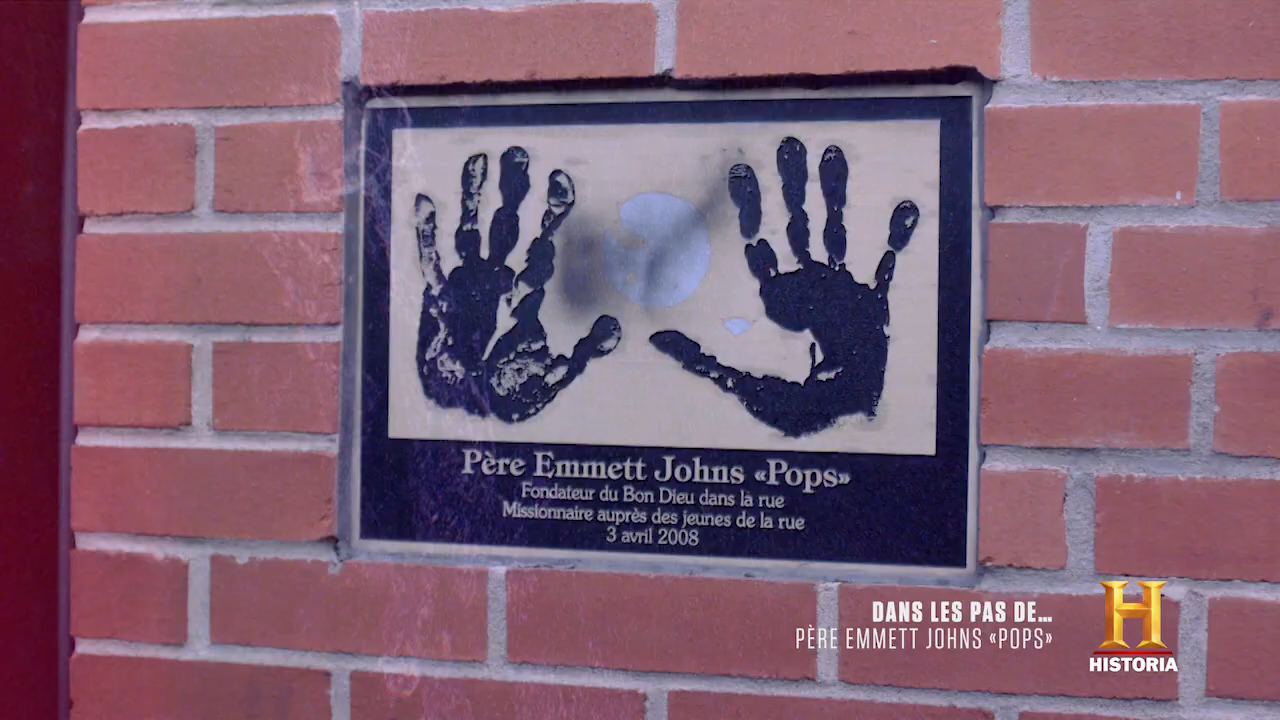 Père Emmett Johns «Pops»
Fondateur du Bon Dieu dans la rue
Missionnaire auprès des jeunes de la rue
3 avril 2008
DANS LES PAS DE...
PÈRE EMMETT JOHNS «POPS»
H
HISTORIA